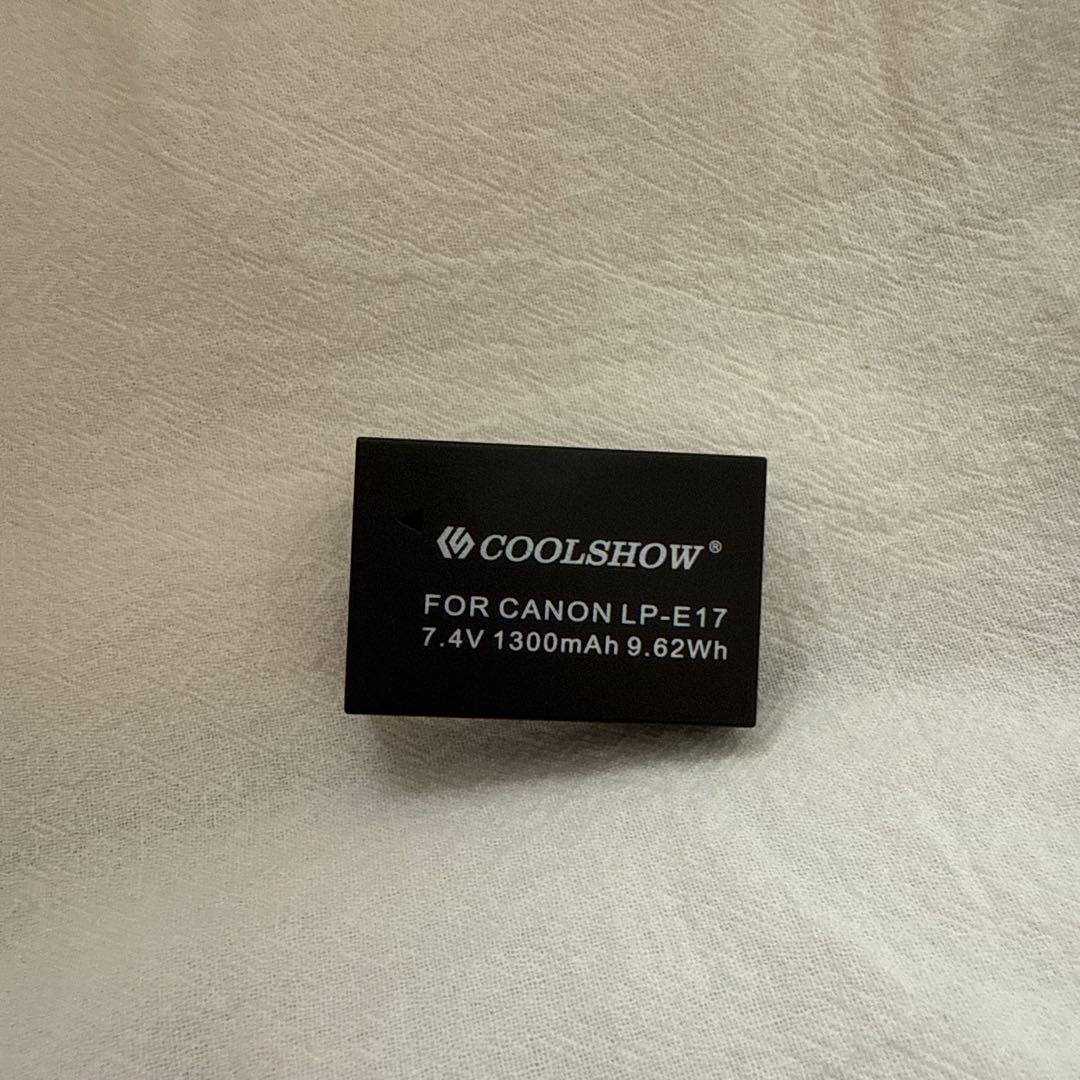 COOLSHOW®
FOR CANON LP-E17
7.4V 1300mAh 9.62Wh